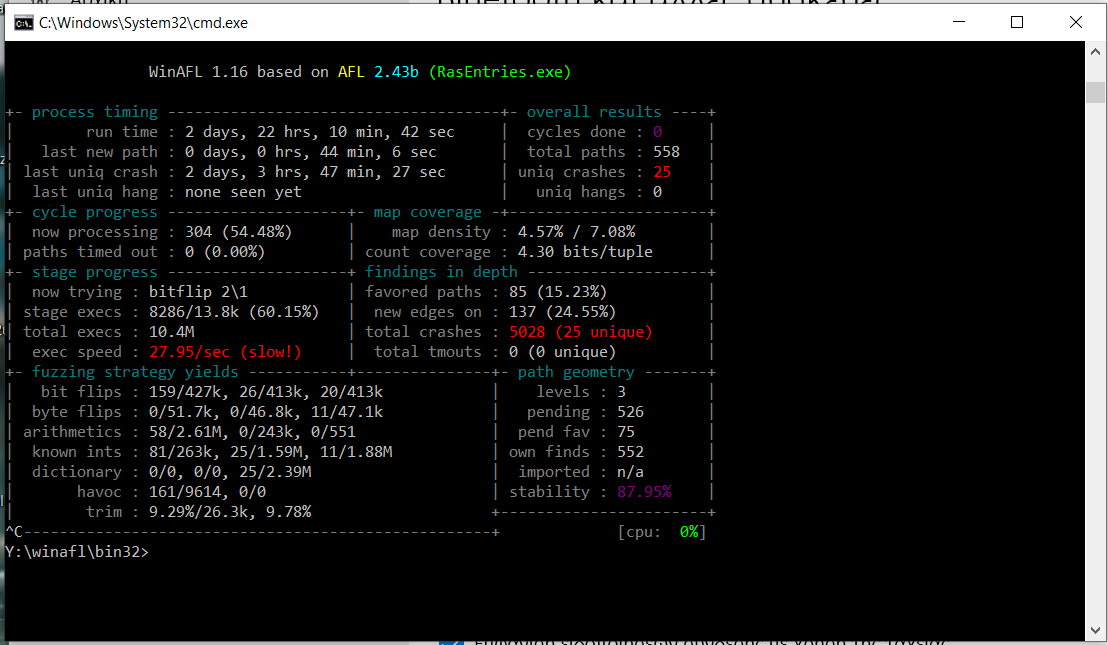 C:\Windows\System32\cmd.exe
WinAFL 1.16 based on AFL 2.43b (RasEntries.exe)
+- process timing -------------------------------------+- overall results ----+
|        run time : 2 days, 22 hrs, 10 min, 42 sec     |  cycles done : 0     |
|   last new path : 0 days, 0 hrs, 44 min, 6 sec       |  total paths : 558   |
| last uniq crash : 2 days, 3 hrs, 47 min, 27 sec      | uniq crashes : 25    |
|  last uniq hang : none seen yet                      |   uniq hangs : 0     |
+- cycle progress --------------------+- map coverage -+----------------------+
|  now processing : 304 (54.48%)      |    map density : 4.57% / 7.08%        |
| paths timed out : 0 (0.00%)         | count coverage : 4.30 bits/tuple      |
+- stage progress --------------------+ findings in depth --------------------+
|  now trying : bitflip 2\1           | favored paths : 85 (15.23%)           |
| stage execs : 8286/13.8k (60.15%)   |  new edges on : 137 (24.55%)          |
| total execs : 10.4M                 | total crashes : 5028 (25 unique)      |
|  exec speed : 27.95/sec (slow!)     |  total tmouts : 0 (0 unique)          |
+- fuzzing strategy yields -----------+---------------+- path geometry -------+
|   bit flips : 159/427k, 26/413k, 20/413k            |    levels : 3         |
|  byte flips : 0/51.7k, 0/46.8k, 11/47.1k            |   pending : 526       |
| arithmetics : 58/2.61M, 0/243k, 0/551               |  pend fav : 75        |
|  known ints : 81/263k, 25/1.59M, 11/1.88M           | own finds : 552       |
|  dictionary : 0/0, 0/0, 25/2.39M                    |  imported : n/a       |
|       havoc : 161/9614, 0/0                         | stability : 87.95%    |
|        trim : 9.29%/26.3k, 9.78%                    +-----------------------+
^C----------------------------------------------------+             [cpu:  0%]
Y:\winafl\bin32>